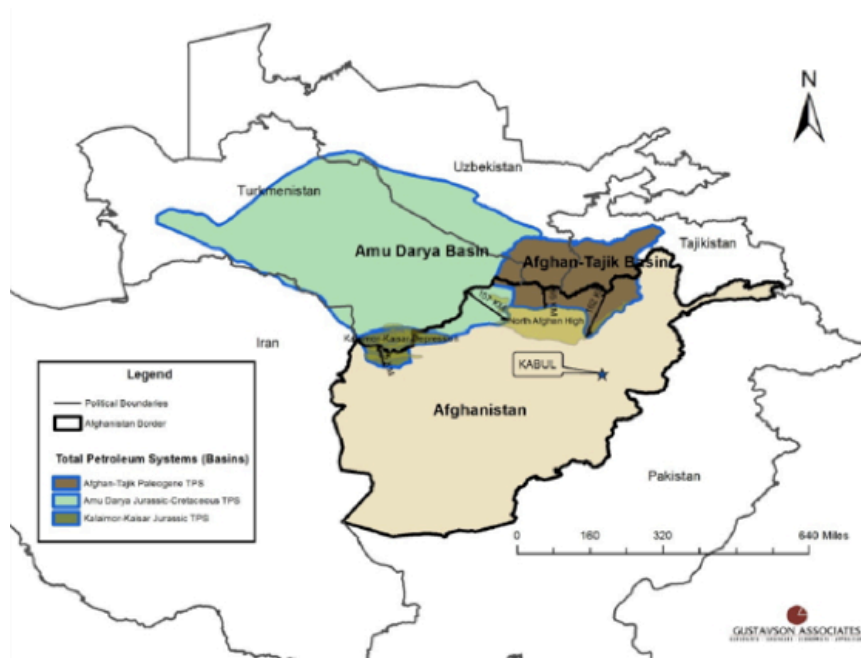 N
Uzbekistan
Turkmenistan
Tajikistan
Amu Darya Basin
Afghan-Tajik Basin
North Afghan High
Iran
KABUL
Afghanistan
Pakistan
Legend
Political Boundaries
Afghanistan Border
Total Petroleum Systems (Basins)
Afghan-Tajik Paleogene TPS
Amu Darya Jurassic-Cretaceous TPS
Kalaimor-Kaisar Jurassic TPS
0 160 320 640 Miles
GUSTAVSON ASSOCIATES